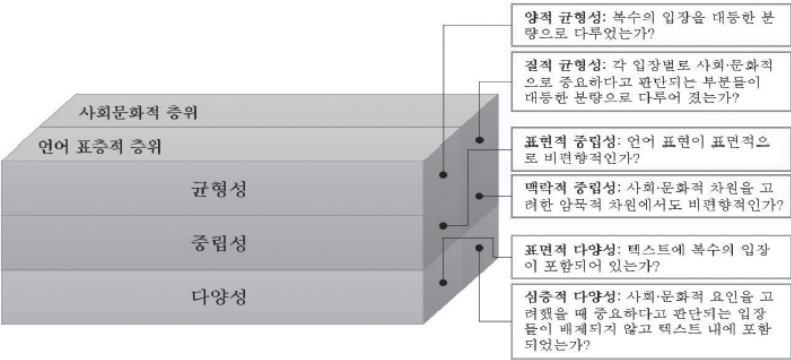 양적 균형성: 복수의 입장을 대등한 분
량으로 다루었는가?
질적 균형성: 각 입장별로 사회·문화적
으로 중요하다고 판단되는 부분들이
대등한 분량으로 다루어 졌는가?
사회문화적 층위
언어 표층적 층위
표현적 중립성: 언어 표현이 표면적으
로 비편향적인가?
균형성
맥락적 중립성: 사회·문화적 차원을 고
려한 암묵적 차원에서도 비편향적인가?
중립성
표면적 다양성: 텍스트에 복수의 입장
이 포함되어 있는가?
다양성
심층적 다양성: 사회·문화적 요인을 고
려했을 때 중요하다고 판단되는 입장
들이 배제되지 않고 텍스트 내에 포함
되었는가?